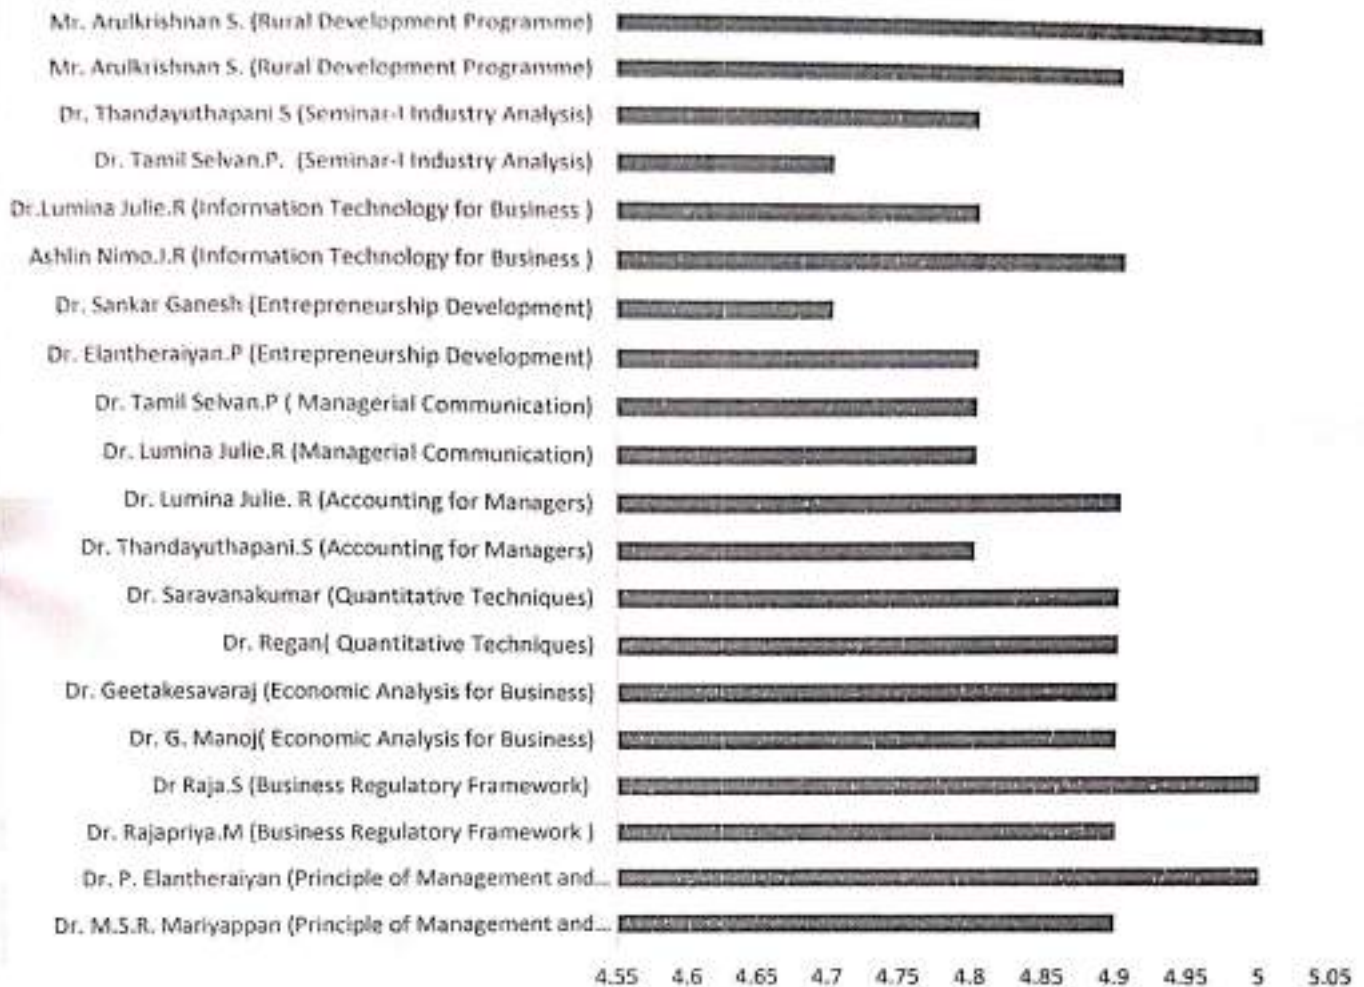 Mr. Arulkrishnan S. (Rural Development Programme)
Mr. Arulkrishnan S. (Rural Development Programme)
Dr. Thandayuthapani S (Seminar-I Industry Analysis)
Dr. Tamil Selvan.P. (Seminar-I Industry Analysis)
Dr.Lumina Julie.R (Information Technology for Business )
Ashlin Nimo.J.R (Information Technology for Business )
Dr. Sankar Ganesh (Entrepreneurship Development)
Dr. Elantheraiyan.P (Entrepreneurship Development)
Dr. Tamil Selvan.P ( Managerial Communication)
Dr. Lumina Julie.R (Managerial Communication)
Dr. Lumina Julie. R (Accounting for Managers)
Dr. Thandayuthapani.S (Accounting for Managers)
Dr. Saravanakumar (Quantitative Techniques)
Dr. Regan( Quantitative Techniques)
Dr. Geetakesavaraj (Economic Analysis for Business)
Dr. G. Manoj( Economic Analysis for Business)
Dr Raja.S (Business Regulatory Framework)
Dr. Rajapriya.M (Business Regulatory Framework )
Dr. P. Elantheraiyan (Principle of Management and...
Dr. M.S.R. Mariyappan (Principle of Management and...
4.55 4.6 4.65 4.7 4.75 4.8 4.85 4.9 4.95 5 5.05